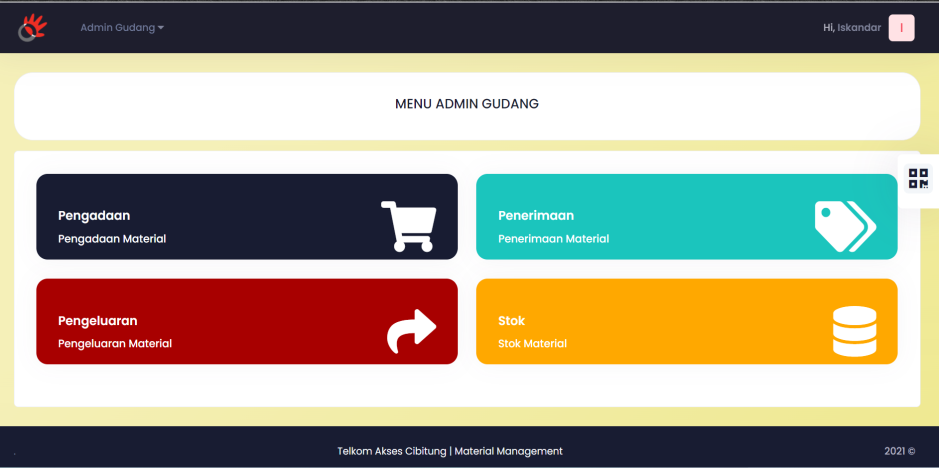 Admin Gudang
Hi, Iskandar
I
MENU ADMIN GUDANG
Pengadaan
Pengadaan Material
Penerimaan
Penerimaan Material
Pengeluaran
Pengeluaran Material
Stok
Stok Material
.
Telkom Akses Cibitung | Material Management
2021 ©